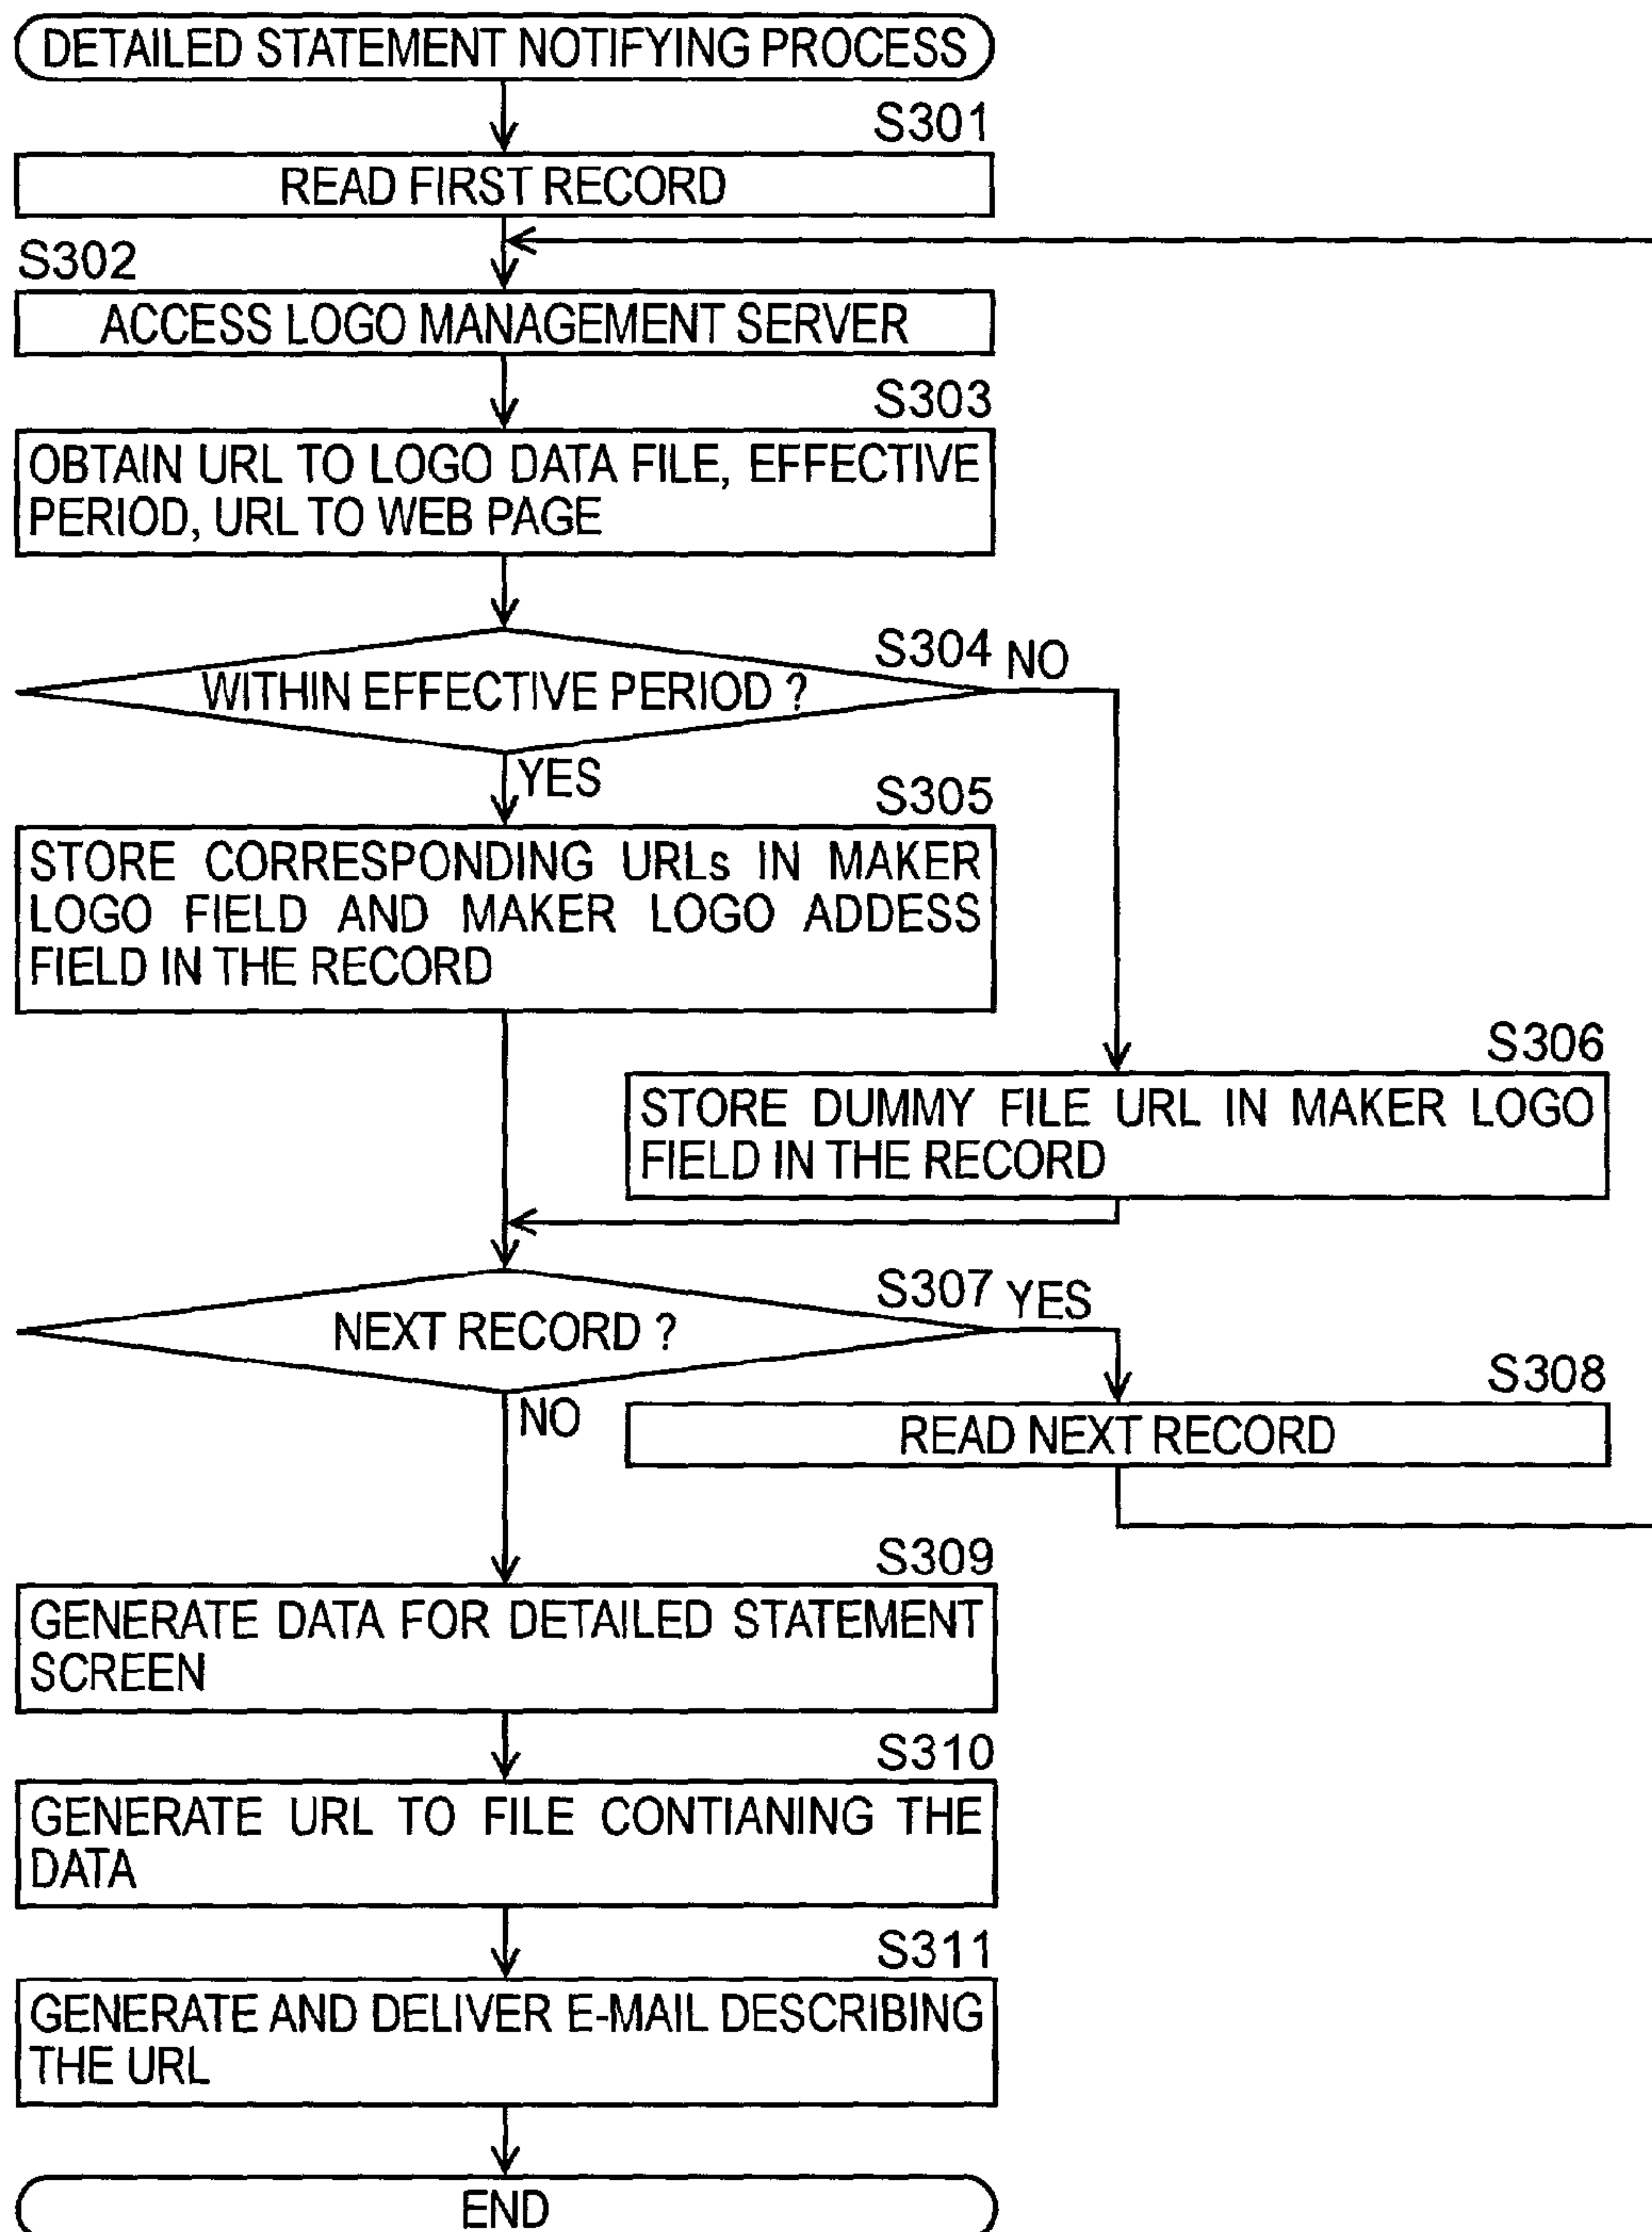 DETAILED STATEMENT NOTIFYING PROCESS
S301
READ FIRST RECORD
S302
ACCESS LOGO MANAGEMENT SERVER
S303
OBTAIN URL TO LOGO DATA FILE, EFFECTIVE
PERIOD, URL TO WEB PAGE
S304 NO
WITHIN EFFECTIVE PERIOD ?
YES
S305
STORE CORRESPONDING URLs IN MAKER
LOGO FIELD AND MAKER LOGO ADDESS
FIELD IN THE RECORD
S306
STORE DUMMY FILE URL IN MAKER LOGO
FIELD IN THE RECORD
S307 YES
NEXT RECORD ?
NO
S308
READ NEXT RECORD
S309
GENERATE DATA FOR DETAILED STATEMENT
SCREEN
S310
GENERATE URL TO FILE CONTIANING THE
DATA
S311
GENERATE AND DELIVER E-MAIL DESCRIBING
THE URL
END